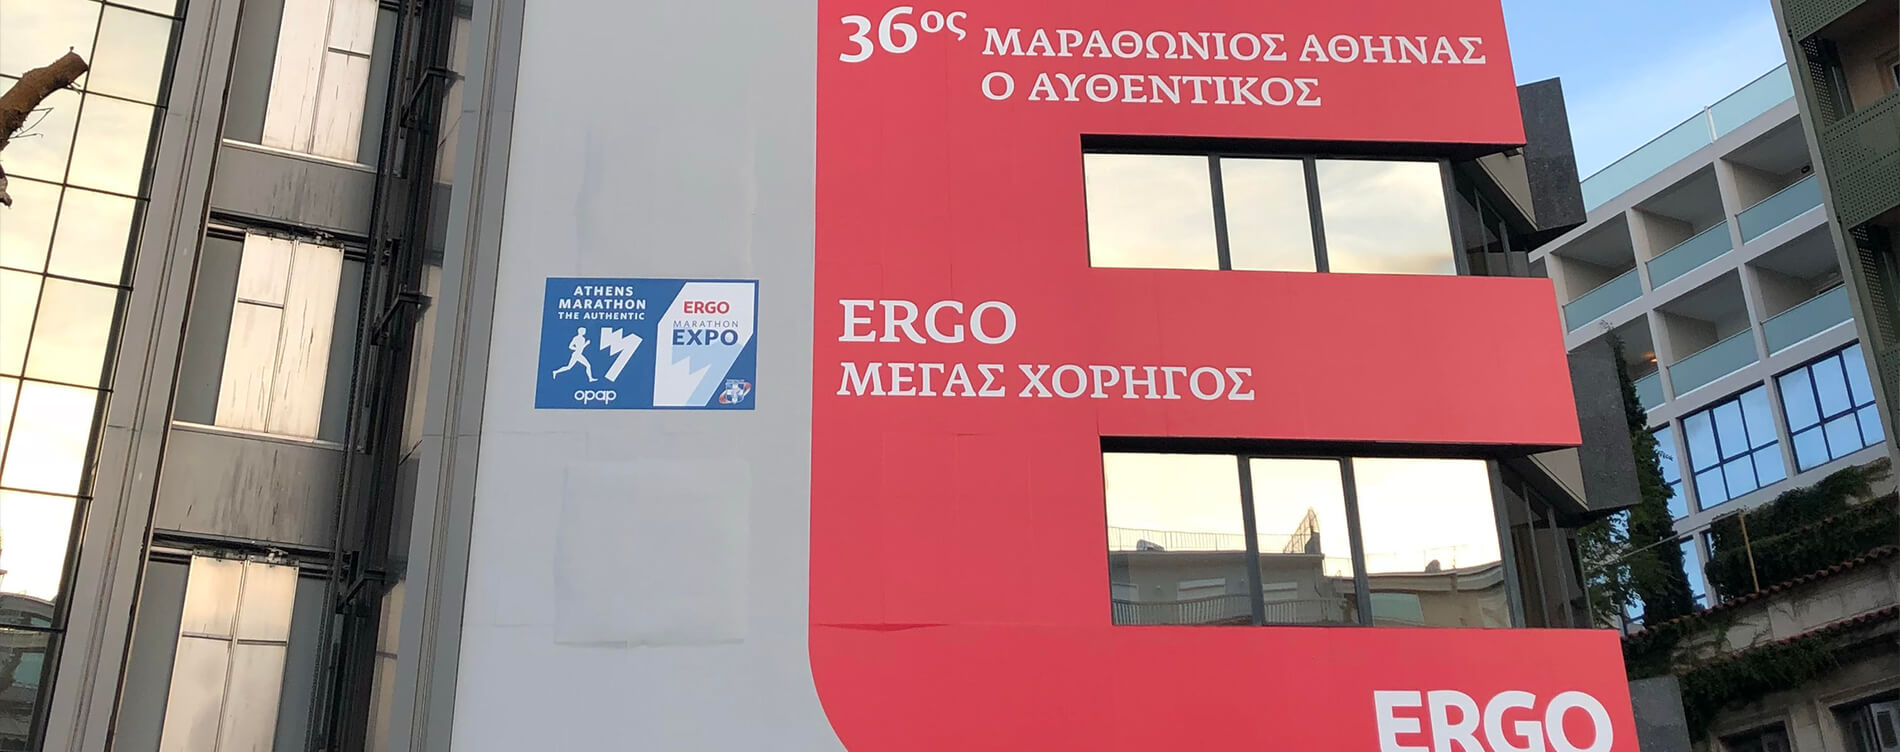 36ος ΜΑΡΑΘΩΝΙΟΣ ΑΘΗΝΑΣ
Ο ΑΥΘΕΝΤΙΚΟΣ
ATHENS
MARATHON
THE AUTHENTIC
opap
ERGO
MARATHON
EXPO
ERGO
ΜΕΓΑΣ ΧΟΡΗΓΟΣ
ERGO